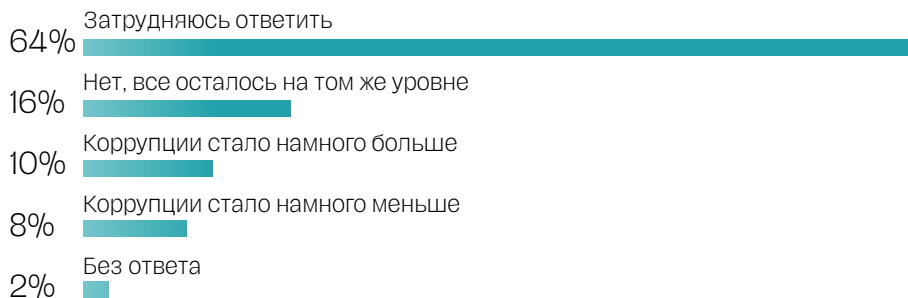 Затрудняюсь ответить
64%
Нет, все осталось на том же уровне
16%
Коррупции стало намного больше
10%
Коррупции стало намного меньше
8%
Без ответа
2%